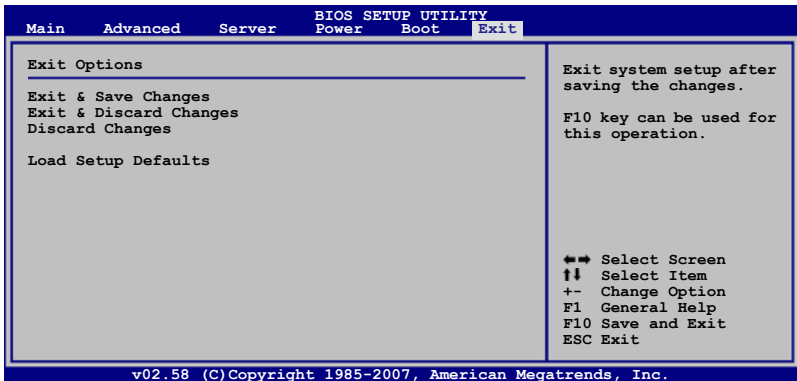 BIOS SETUP UTILITY
Main Advanced Server Power Boot Exit
Exit Options
Exit & Save Changes
Exit & Discard Changes
Discard Changes
Load Setup Defaults
Exit system setup after
saving the changes.
F10 key can be used for
this operation.
←→ Select Screen
↑↓ Select Item
+- Change Option
F1 General Help
F10 Save and Exit
ESC Exit
v02.58 (C)Copyright 1985-2007, American Megatrends, Inc.